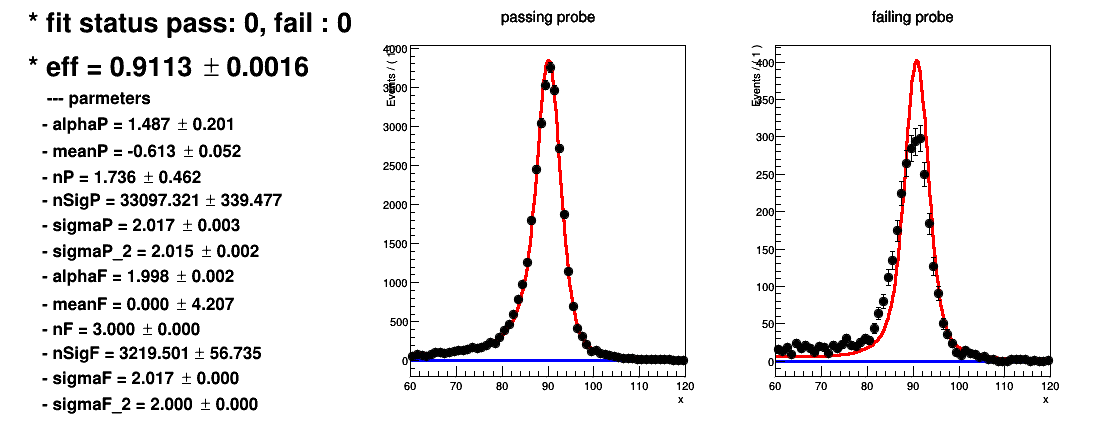 * fit status pass: 0, fail : 0
* eff = 0.9113 ± 0.0016
--- parmeters
- alphaP = 1.487 ± 0.201
- meanP = -0.613 ± 0.052
- nP = 1.736 ± 0.462
- nSigP = 33097.321 ± 339.477
- sigmaP = 2.017 ± 0.003
- sigmaP_2 = 2.015 ± 0.002
- alphaF = 1.998 ± 0.002
- meanF = 0.000 ± 4.207
- nF = 3.000 ± 0.000
- nSigF = 3219.501 ± 56.735
- sigmaF = 2.017 ± 0.000
- sigmaF_2 = 2.000 ± 0.000
passing probe
Events / ( 1 )
4000
3500
3000
2500
2000
1500
1000
500
0
60 70 80 90 100 110 120
x
failing probe
Events / ( 1 )
400
350
300
250
200
150
100
50
0
60 70 80 90 100 110 120
x